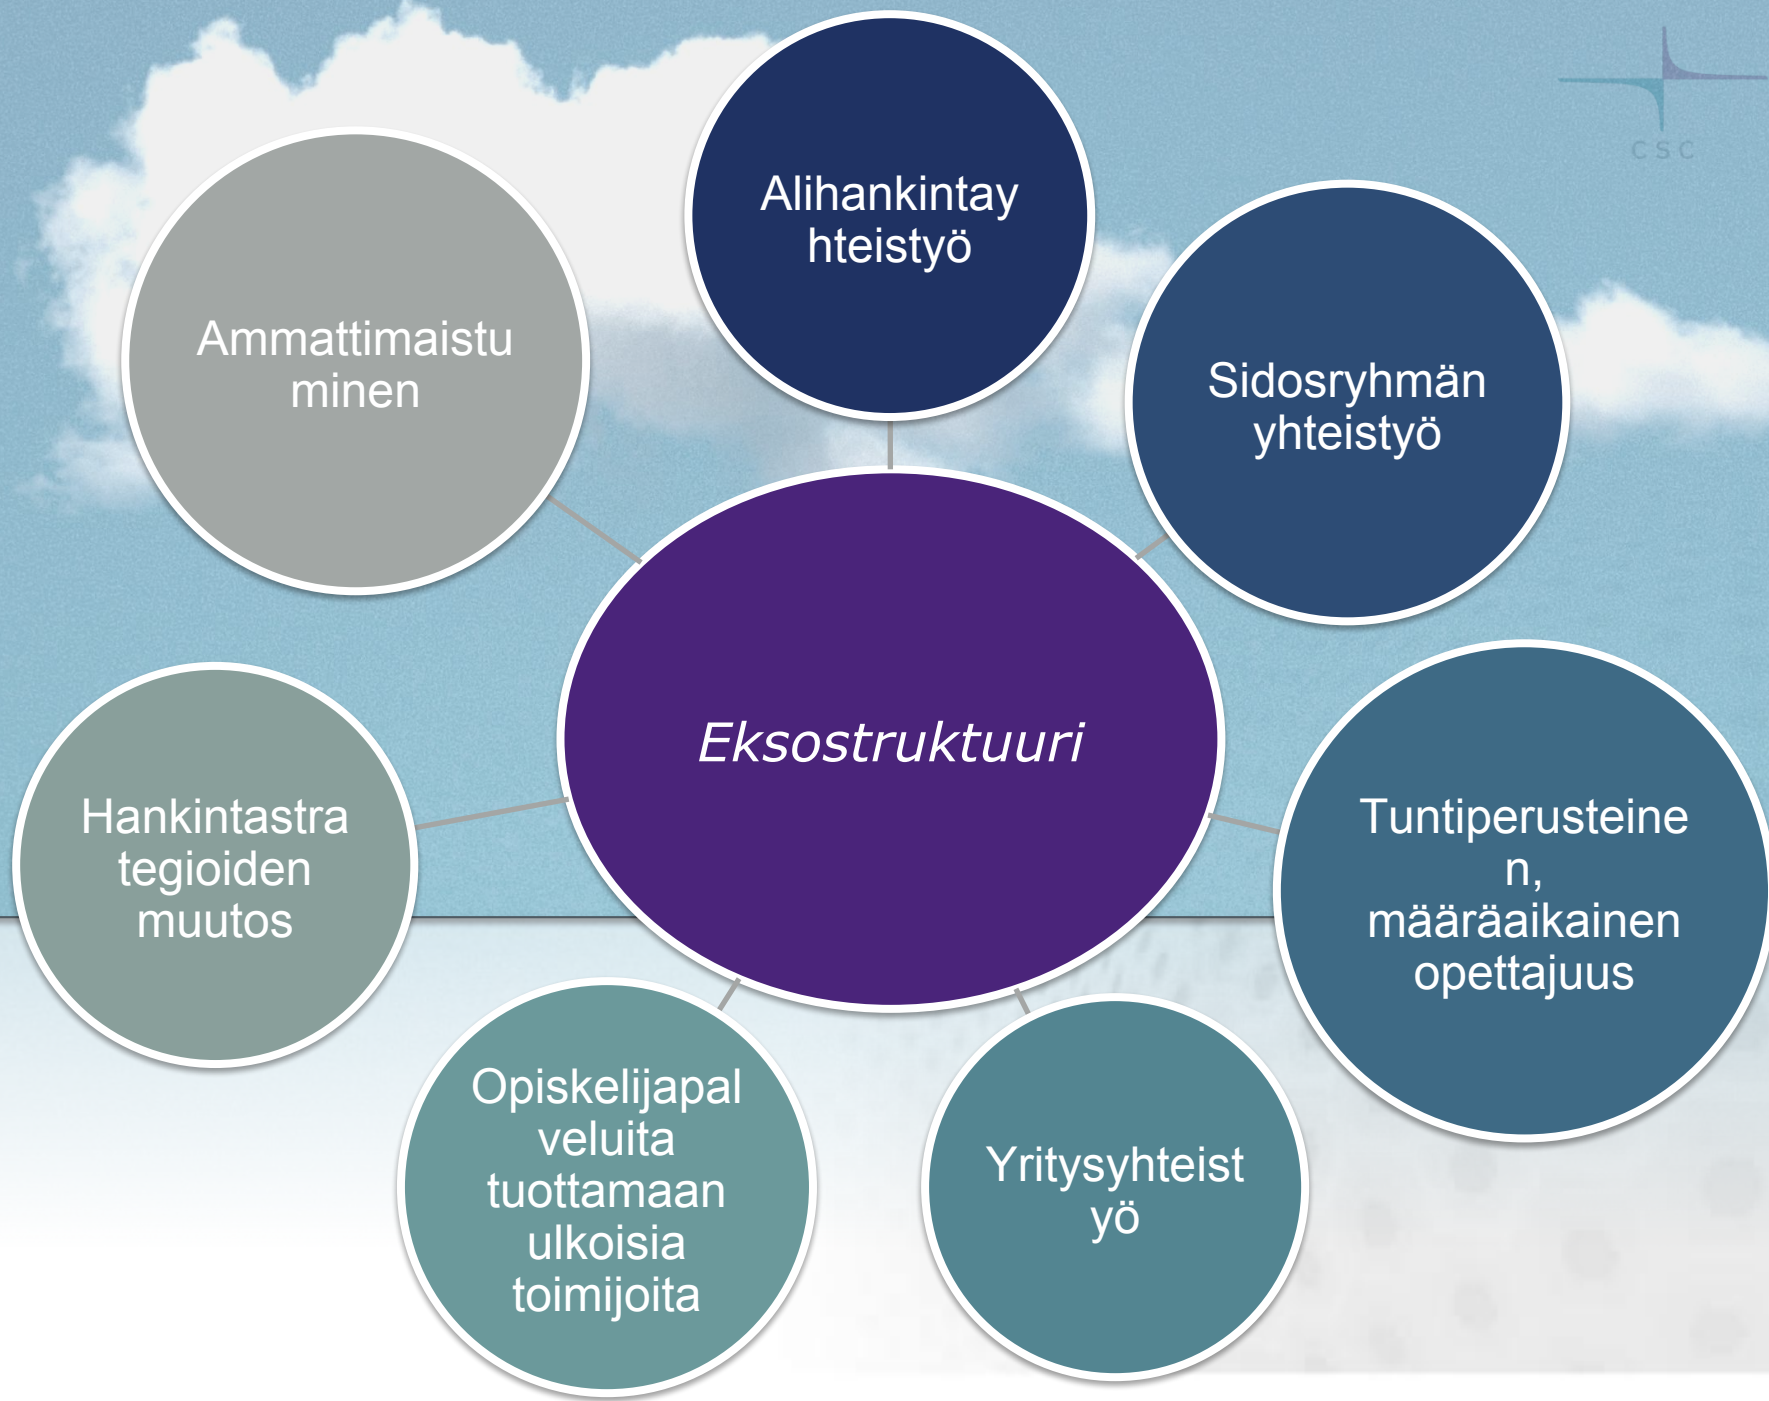 CSC
Alihankintay
hteistyö
Sidosryhmän
yhteistyö
Tuntiperusteine
n,
määräaikainen
opettajuus
Yritysyhteist
yö
Opiskelijapal
veluita
tuottamaan
ulkoisia
toimijoita
Hankintastra
tegioiden
muutos
Ammattimaistu
minen
Eksostruktuuri